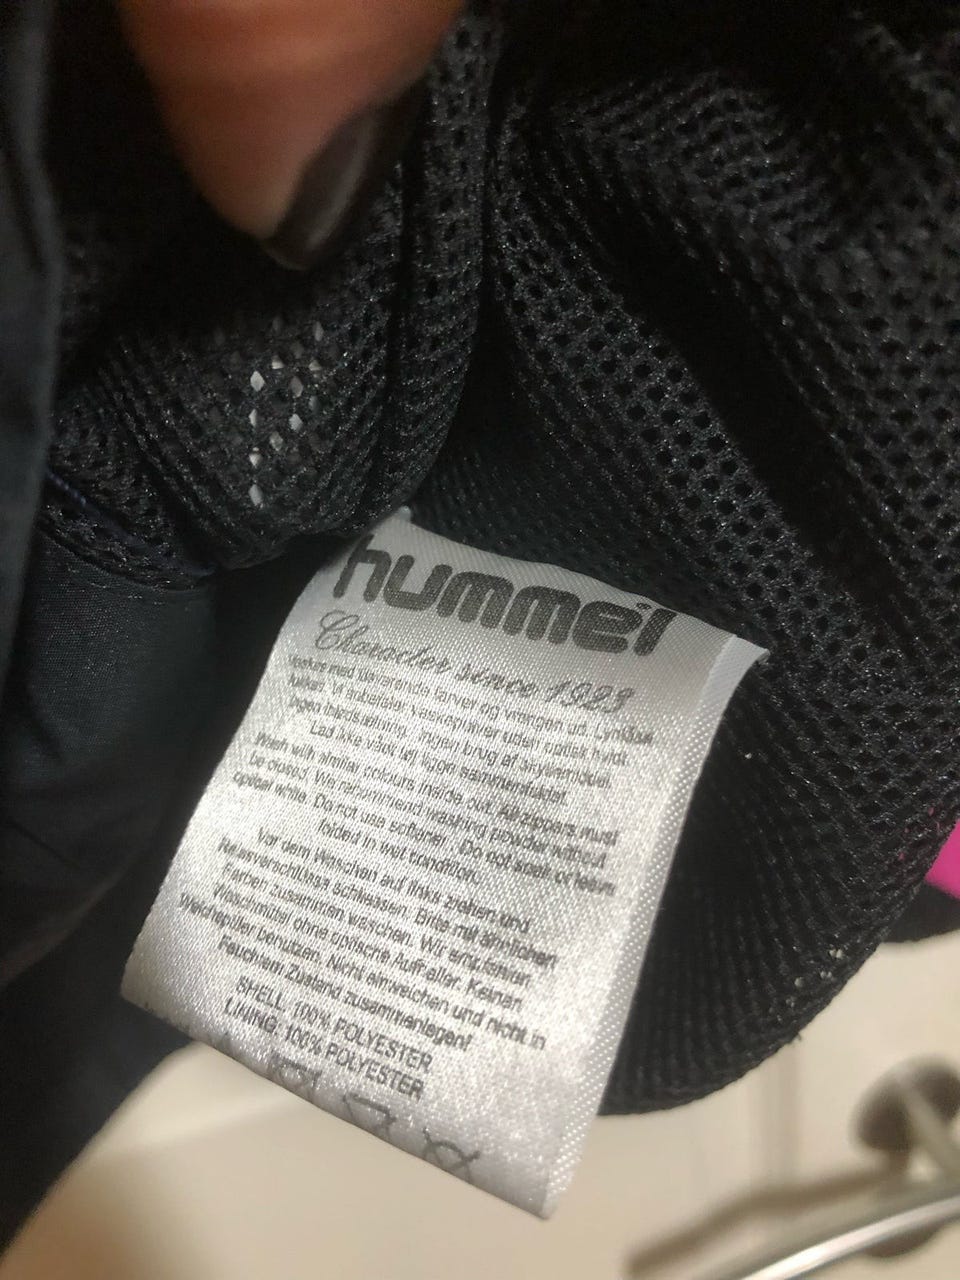 hummel
Character since 1923
med tilsvarende farver og vrangen ud. Lynlåse
lukkes. Vi anbefaler vaskepulver uden optisk hvidt.
Ingen iblødsætning. Ingen brug af skyllemiddel.
Lad ikke vådt tøj ligge sammenfoldet.
Wash with similar colours inside out. All zippers must
be closed. We recommend washing powder without
optical white. Do not use softener. Do not soak or leave
folded in wet condition.
Vor dem Waschen auf links ziehen und
Reissverschlüsse schliessen. Bitte mit ähnlichen
Farben zusammen waschen. Wir empfehlen
Waschmittel ohne optische Aufheller. Keinen
Weichspüler benutzen. Nicht einweichen und nicht in
feuchtem Zustand zusammenlegen!
SHELL: 100% POLYESTER
LINING: 100% POLYESTER